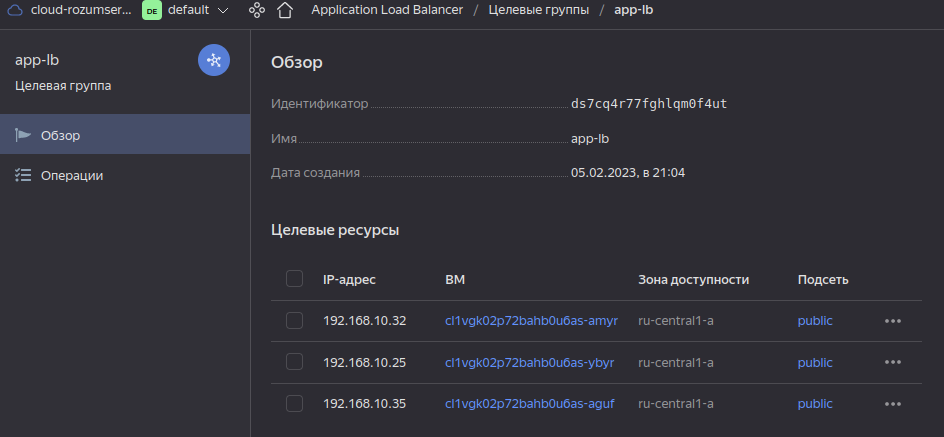 cloud-rozumser... DE default Application Load Balancer / Целевые группы / app-lb
app-lb
Целевая группа
Обзор
Операции
Обзор
Идентификатор ds7cq4r77fghlqm0f4ut
Имя app-lb
Дата создания 05.02.2023, в 21:04
Целевые ресурсы
IP-адрес ВМ Зона доступности Подсеть
192.168.10.32 cl1vgk02p72bahb0u6as-amyr ru-central1-a public
192.168.10.25 cl1vgk02p72bahb0u6as-ybyr ru-central1-a public
192.168.10.35 cl1vgk02p72bahb0u6as-aguf ru-central1-a public